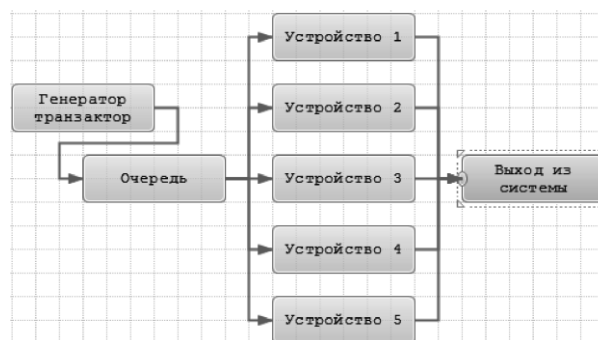 Генератор
транзактор
Очередь
Устройство 1
Устройство 2
Устройство 3
Устройство 4
Устройство 5
Выход из
системы